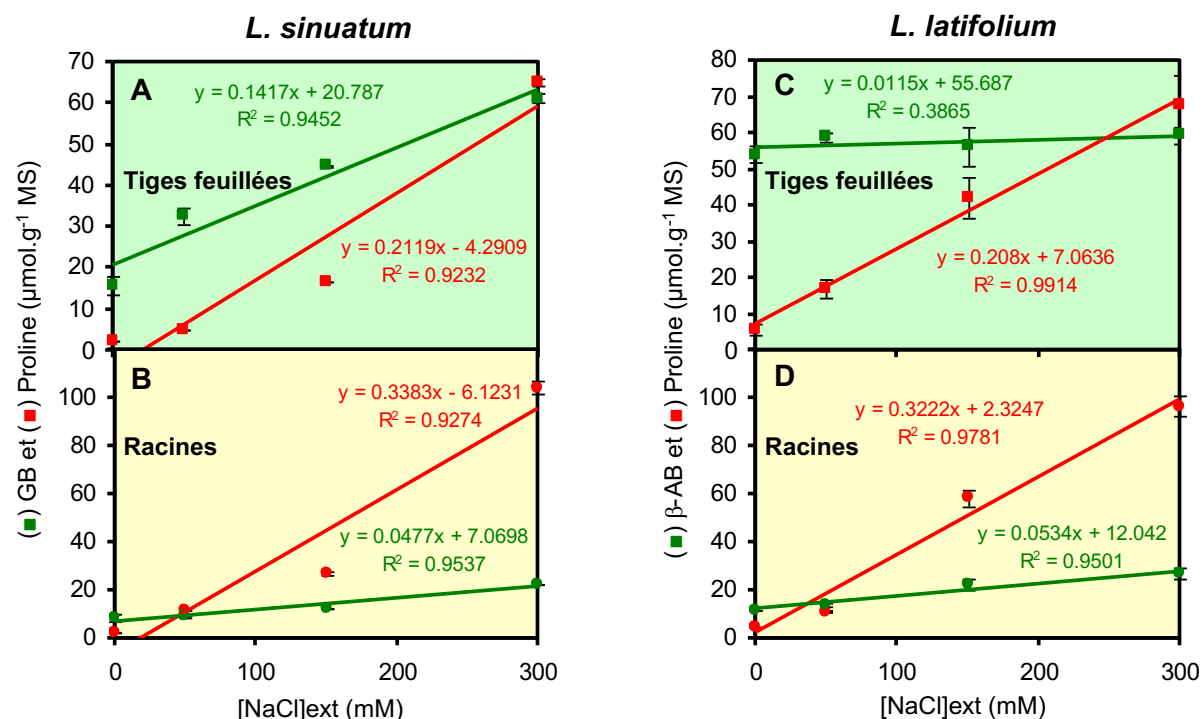 L. sinuatum
L. latifolium
A
y = 0.1417x + 20.787
R² = 0.9452
Tiges feuillées
y = 0.2119x - 4.2909
R² = 0.9232
70
60
50
40
30
20
10
0
B
y = 0.3383x - 6.1231
R² = 0.9274
Racines
y = 0.0477x + 7.0698
R² = 0.9537
100
80
60
40
20
0
0 100 200 300
[NaCl]ext (mM)
(■) GB et (■) Proline (µmol.g⁻¹ MS)
C
y = 0.0115x + 55.687
R² = 0.3865
Tiges feuillées
y = 0.208x + 7.0636
R² = 0.9914
80
70
60
50
40
30
20
10
0
D
y = 0.3222x + 2.3247
R² = 0.9781
Racines
y = 0.0534x + 12.042
R² = 0.9501
100
80
60
40
20
0
0 100 200 300
[NaCl]ext (mM)
(■) β-AB et (■) Proline (µmol.g⁻¹ MS)